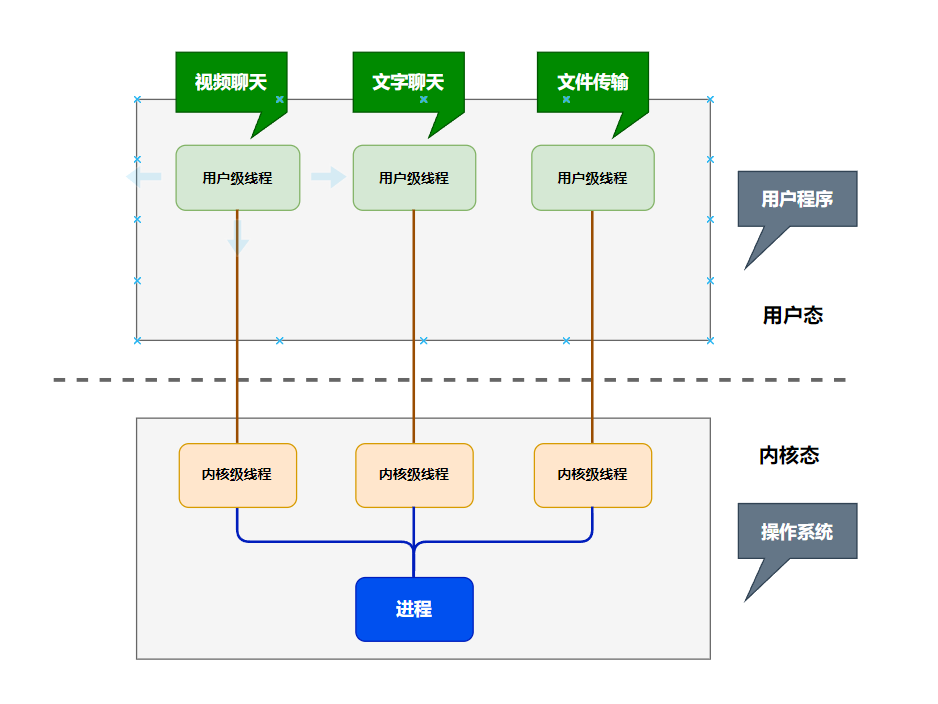 视频聊天
文字聊天
文件传输
用户级线程
用户级线程
用户级线程
用户程序
用户态
内核态
内核级线程
内核级线程
内核级线程
操作系统
进程